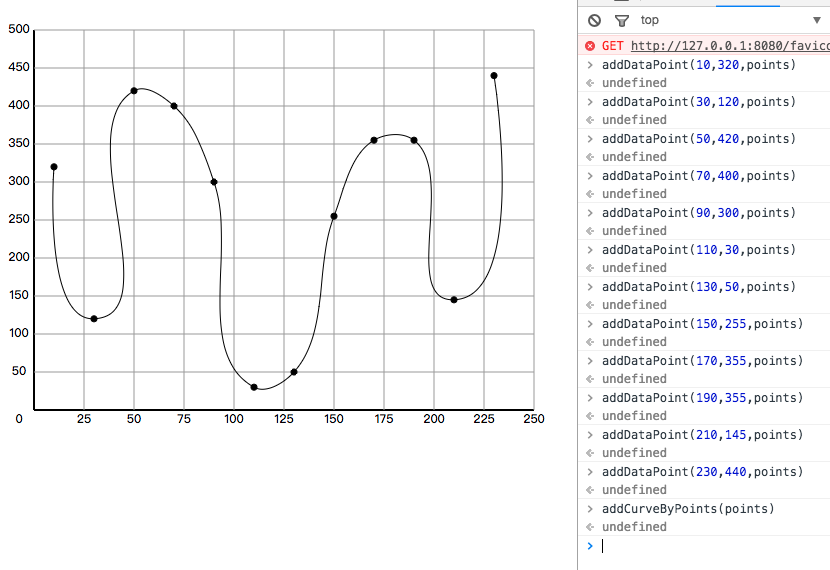 500
450
400
350
300
250
200
150
100
50
0
25 50 75 100 125 150 175 200 225 250
top
GET http://127.0.0.1:8080/favico
addDataPoint(10,320,points)
undefined
addDataPoint(30,120,points)
undefined
addDataPoint(50,420,points)
undefined
addDataPoint(70,400,points)
undefined
addDataPoint(90,300,points)
undefined
addDataPoint(110,30,points)
undefined
addDataPoint(130,50,points)
undefined
addDataPoint(150,255,points)
undefined
addDataPoint(170,355,points)
undefined
addDataPoint(190,355,points)
undefined
addDataPoint(210,145,points)
undefined
addDataPoint(230,440,points)
undefined
addCurveByPoints(points)
undefined